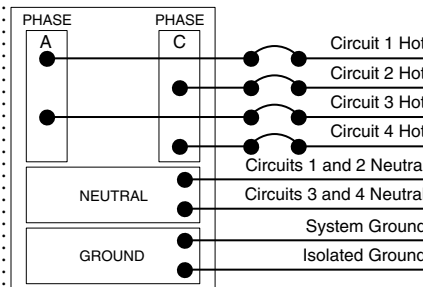 PHASE PHASE
A C
Circuit 1 Hot
Circuit 2 Hot
Circuit 3 Hot
Circuit 4 Hot
Circuits 1 and 2 Neutral
NEUTRAL
Circuits 3 and 4 Neutral
System Ground
GROUND
Isolated Ground